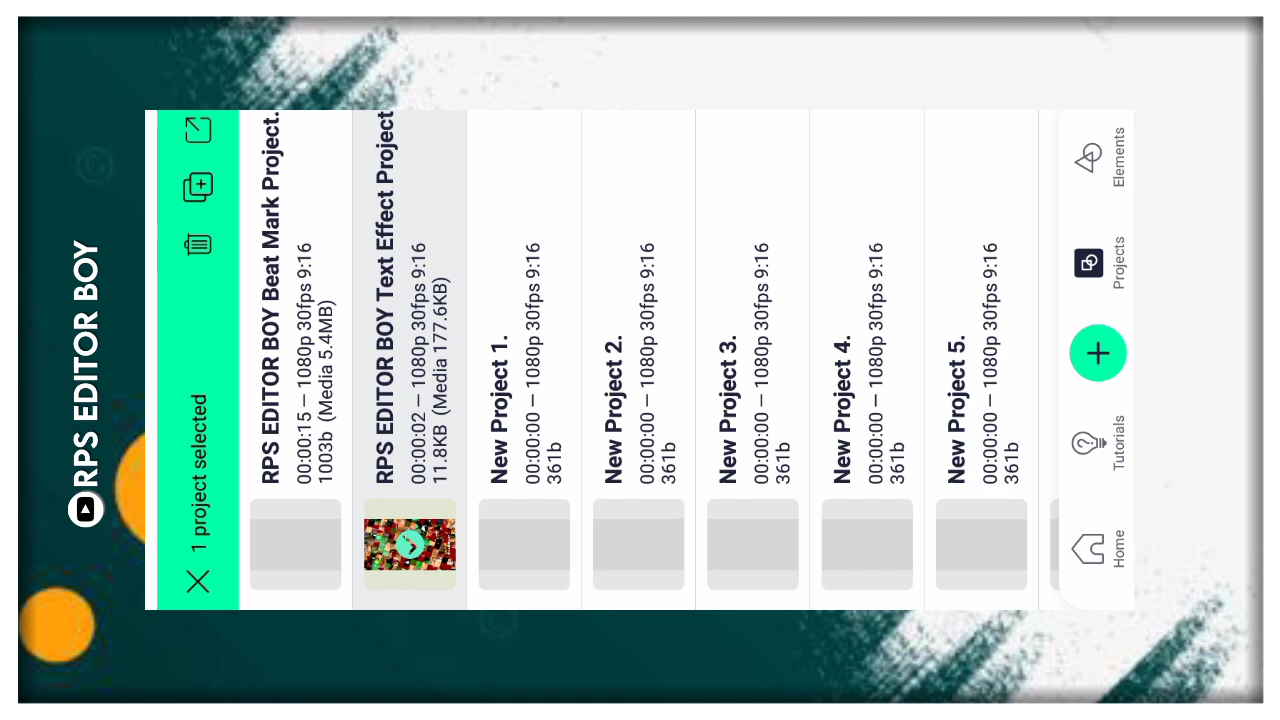 RPS EDITOR BOY
1 project selected
RPS EDITOR BOY Beat Mark Project.
00:00:15 — 1080p 30fps 9:16
1003b (Media 5.4MB)
RPS EDITOR BOY Text Effect Project
00:00:02 — 1080p 30fps 9:16
11.8KB (Media 177.6KB)
New Project 1.
00:00:00 — 1080p 30fps 9:16
361b
New Project 2.
00:00:00 — 1080p 30fps 9:16
361b
New Project 3.
00:00:00 — 1080p 30fps 9:16
361b
New Project 4.
00:00:00 — 1080p 30fps 9:16
361b
New Project 5.
00:00:00 — 1080p 30fps 9:16
361b
Home
Tutorials
Projects
Elements